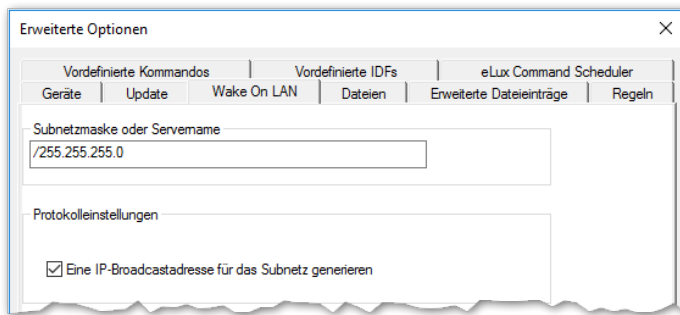 Erweiterte Optionen
Vordefinierte Kommandos Vordefinierte IDFs eLux Command Scheduler
Geräte Update Wake On LAN Dateien Erweiterte Dateieinträge Regeln
Subnetzmaske oder Servername
/255.255.255.0
Protokolleinstellungen
Eine IP-Broadcastadresse für das Subnetz generieren